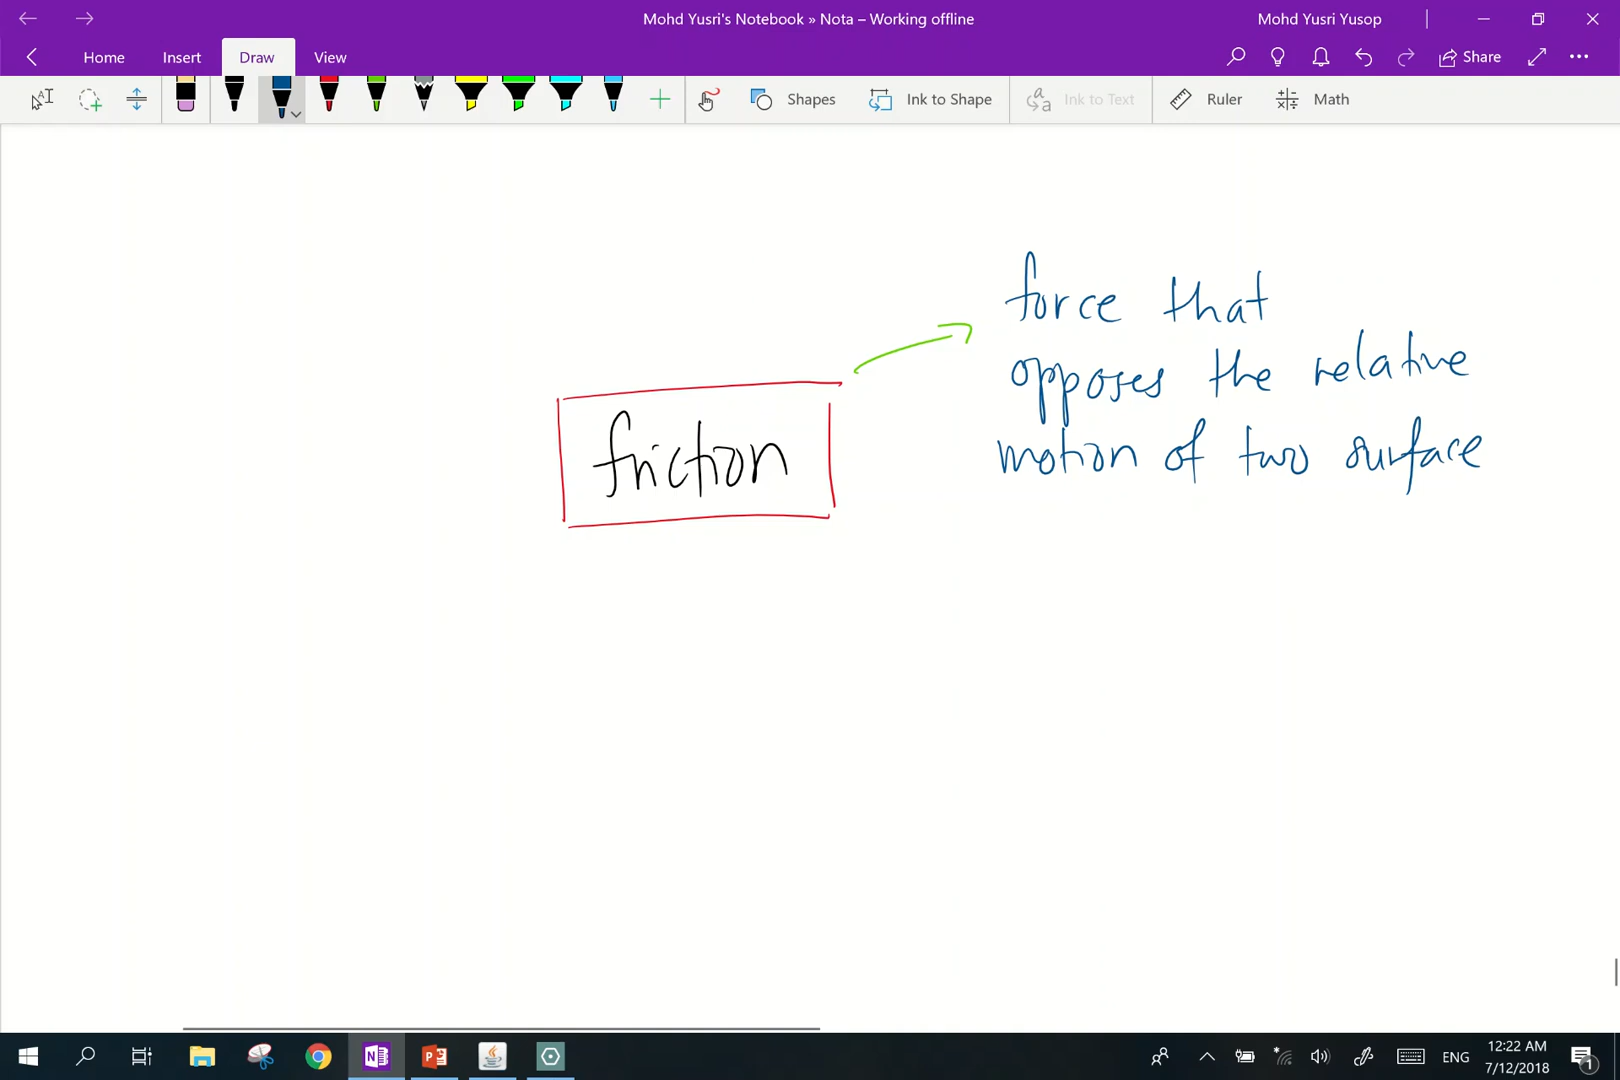 Mohd Yusri's Notebook » Nota – Working offline
Mohd Yusri Yusop
Home Insert Draw View
Share
Shapes Ink to Shape Ink to Text Ruler Math
force that
opposes the relative
motion of two surface
friction
ENG
12:22 AM
7/12/2018
1